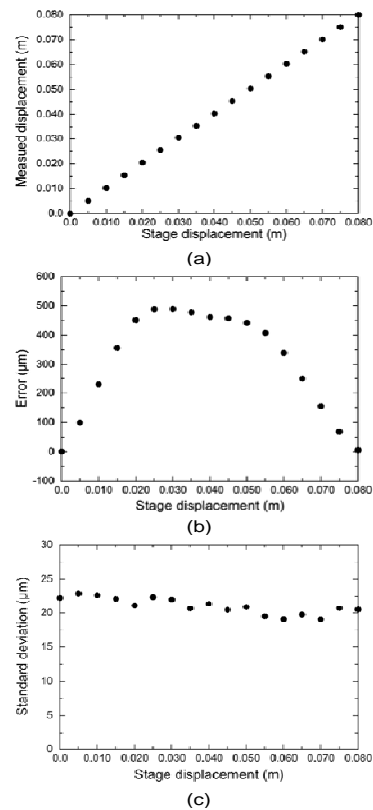 0.080
0.070
0.060
0.050
0.040
0.030
0.020
0.010
0.0
Measued displacement (m)
0.0 0.010 0.020 0.030 0.040 0.050 0.060 0.070 0.080
Stage displacement (m)
(a)
600
500
400
300
200
100
0
-100
Error (μm)
0.0 0.010 0.020 0.030 0.040 0.050 0.060 0.070 0.080
Stage displacement (m)
(b)
30
25
20
15
10
5
0
Standard deviation (μm)
0.0 0.010 0.020 0.030 0.040 0.050 0.060 0.070 0.080
Stage displacement (m)
(c)